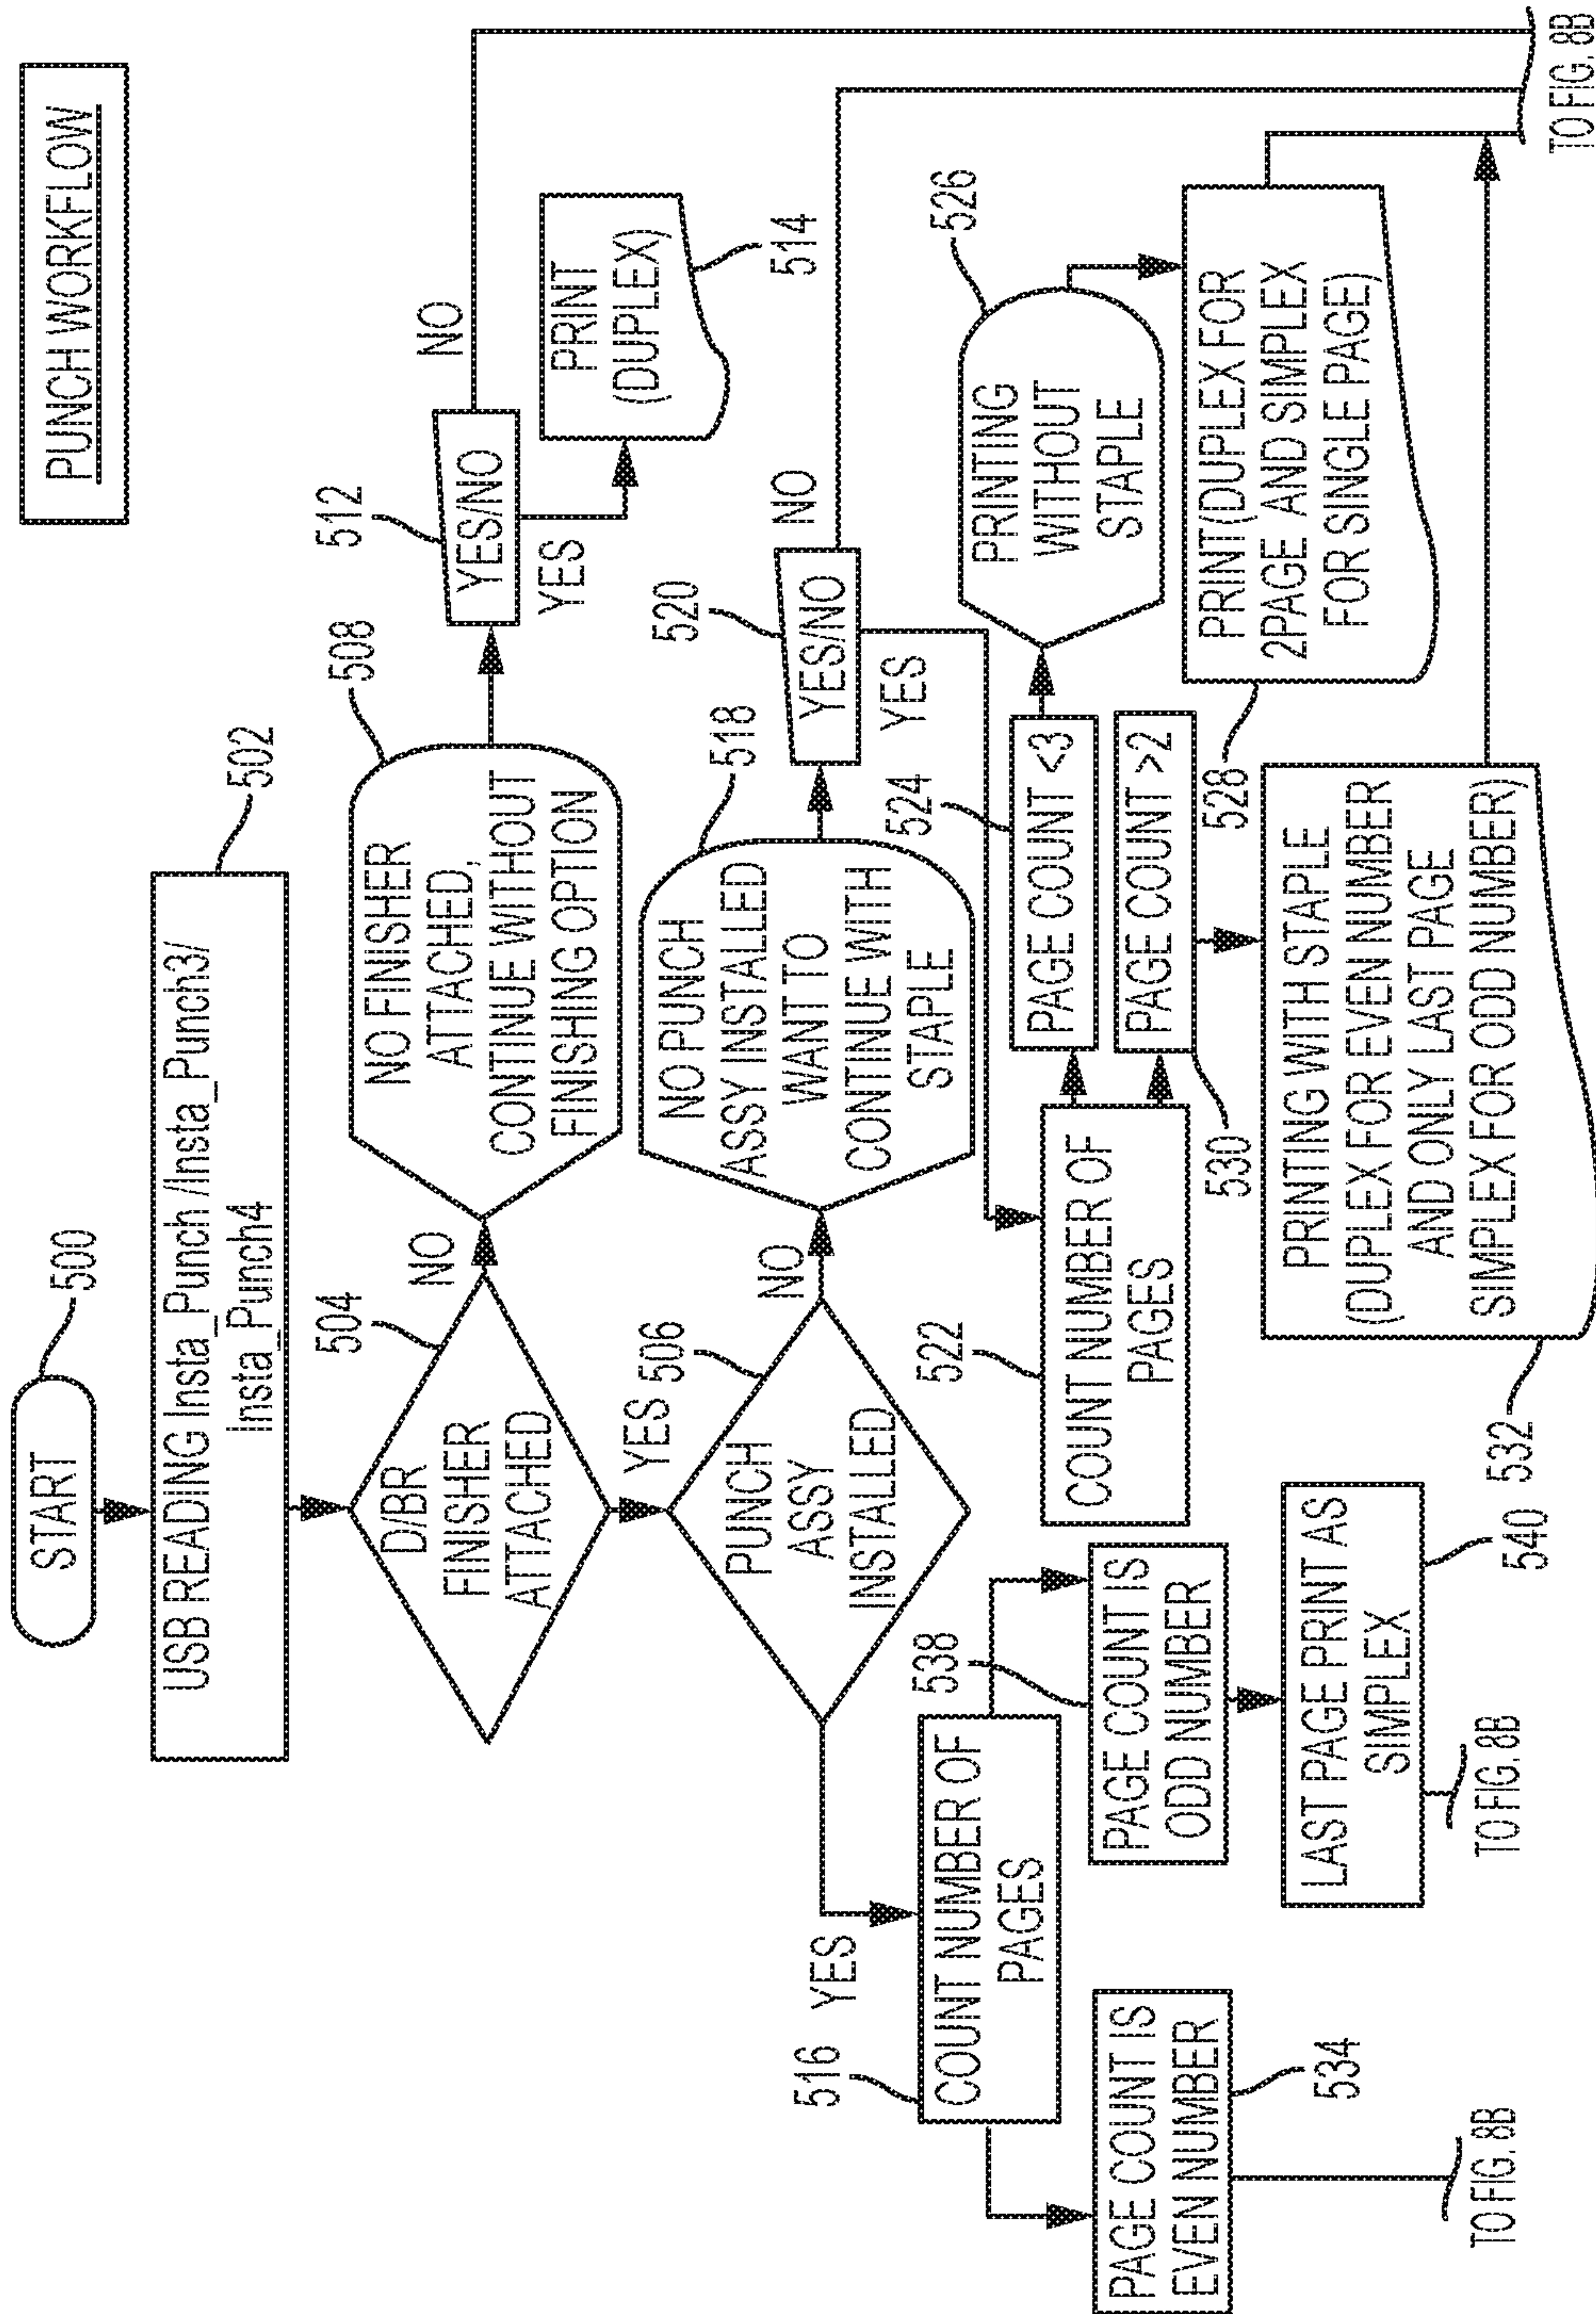 PUNCH WORKFLOW
START
500
USB READING Insta_Punch /Insta_Punch3/
Insta_Punch4
502
D/BR
FINISHER
ATTACHED
504
NO
NO FINISHER
ATTACHED,
CONTINUE WITHOUT
FINISHING OPTION
508
YES/NO
512
NO
YES
PRINT
(DUPLEX)
514
YES
PUNCH
ASSY
INSTALLED
506
NO
NO PUNCH
ASSY INSTALLED
WANT TO
CONTINUE WITH
STAPLE
518
YES/NO
520
NO
YES
YES
COUNT NUMBER OF
PAGES
516
PAGE COUNT IS
EVEN NUMBER
534
TO FIG. 8B
PAGE COUNT IS
ODD NUMBER
538
LAST PAGE PRINT AS
SIMPLEX
540
TO FIG. 8B
COUNT NUMBER OF
PAGES
522
PAGE COUNT <3
524
PRINTING
WITHOUT
STAPLE
526
PRINT(DUPLEX FOR
2PAGE AND SIMPLEX
FOR SINGLE PAGE)
528
PAGE COUNT >2
530
PRINTING WITH STAPLE
(DUPLEX FOR EVEN NUMBER
AND ONLY LAST PAGE
SIMPLEX FOR ODD NUMBER)
532
TO FIG. 8B